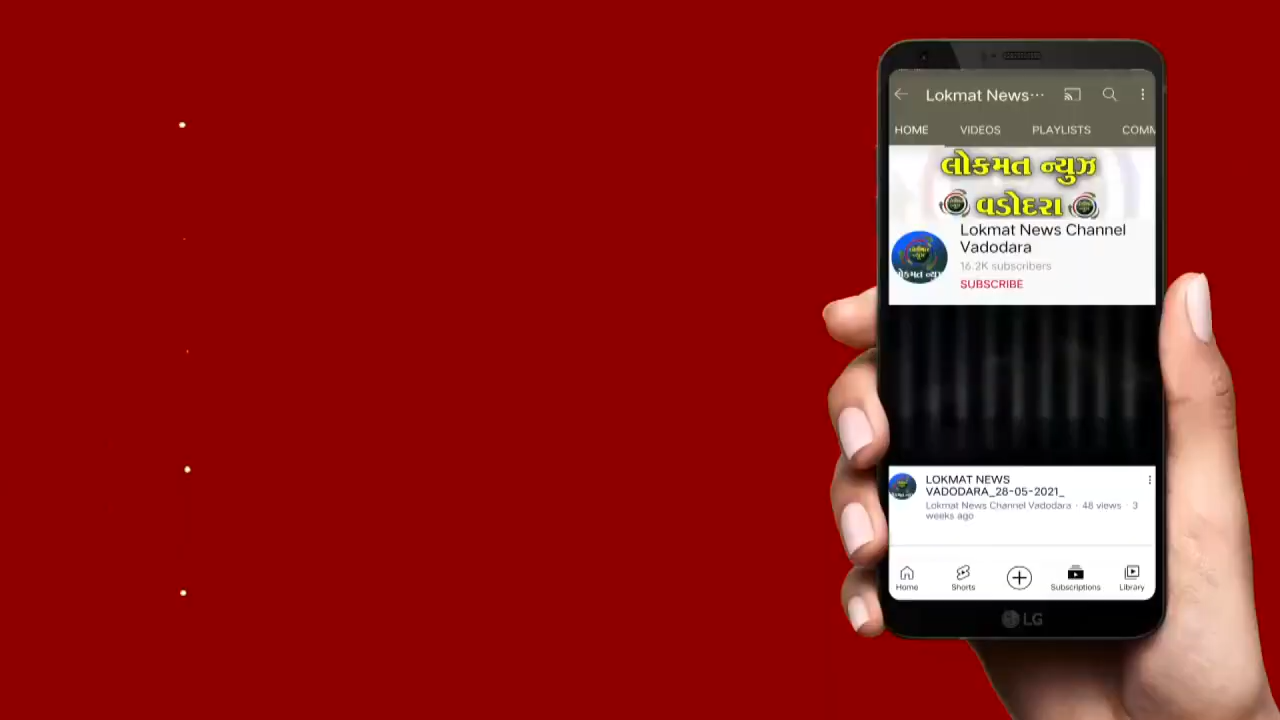 Lokmat News...
HOME VIDEOS PLAYLISTS COMM
લોકમત ન્યુઝ
વડોદરા
Lokmat News Channel
Vadodara
16.2K subscribers
SUBSCRIBE
LOKMAT NEWS
VADODARA_28-05-2021_
Lokmat News Channel Vadodara · 48 views · 3
weeks ago
Home Shorts Subscriptions Library
LG